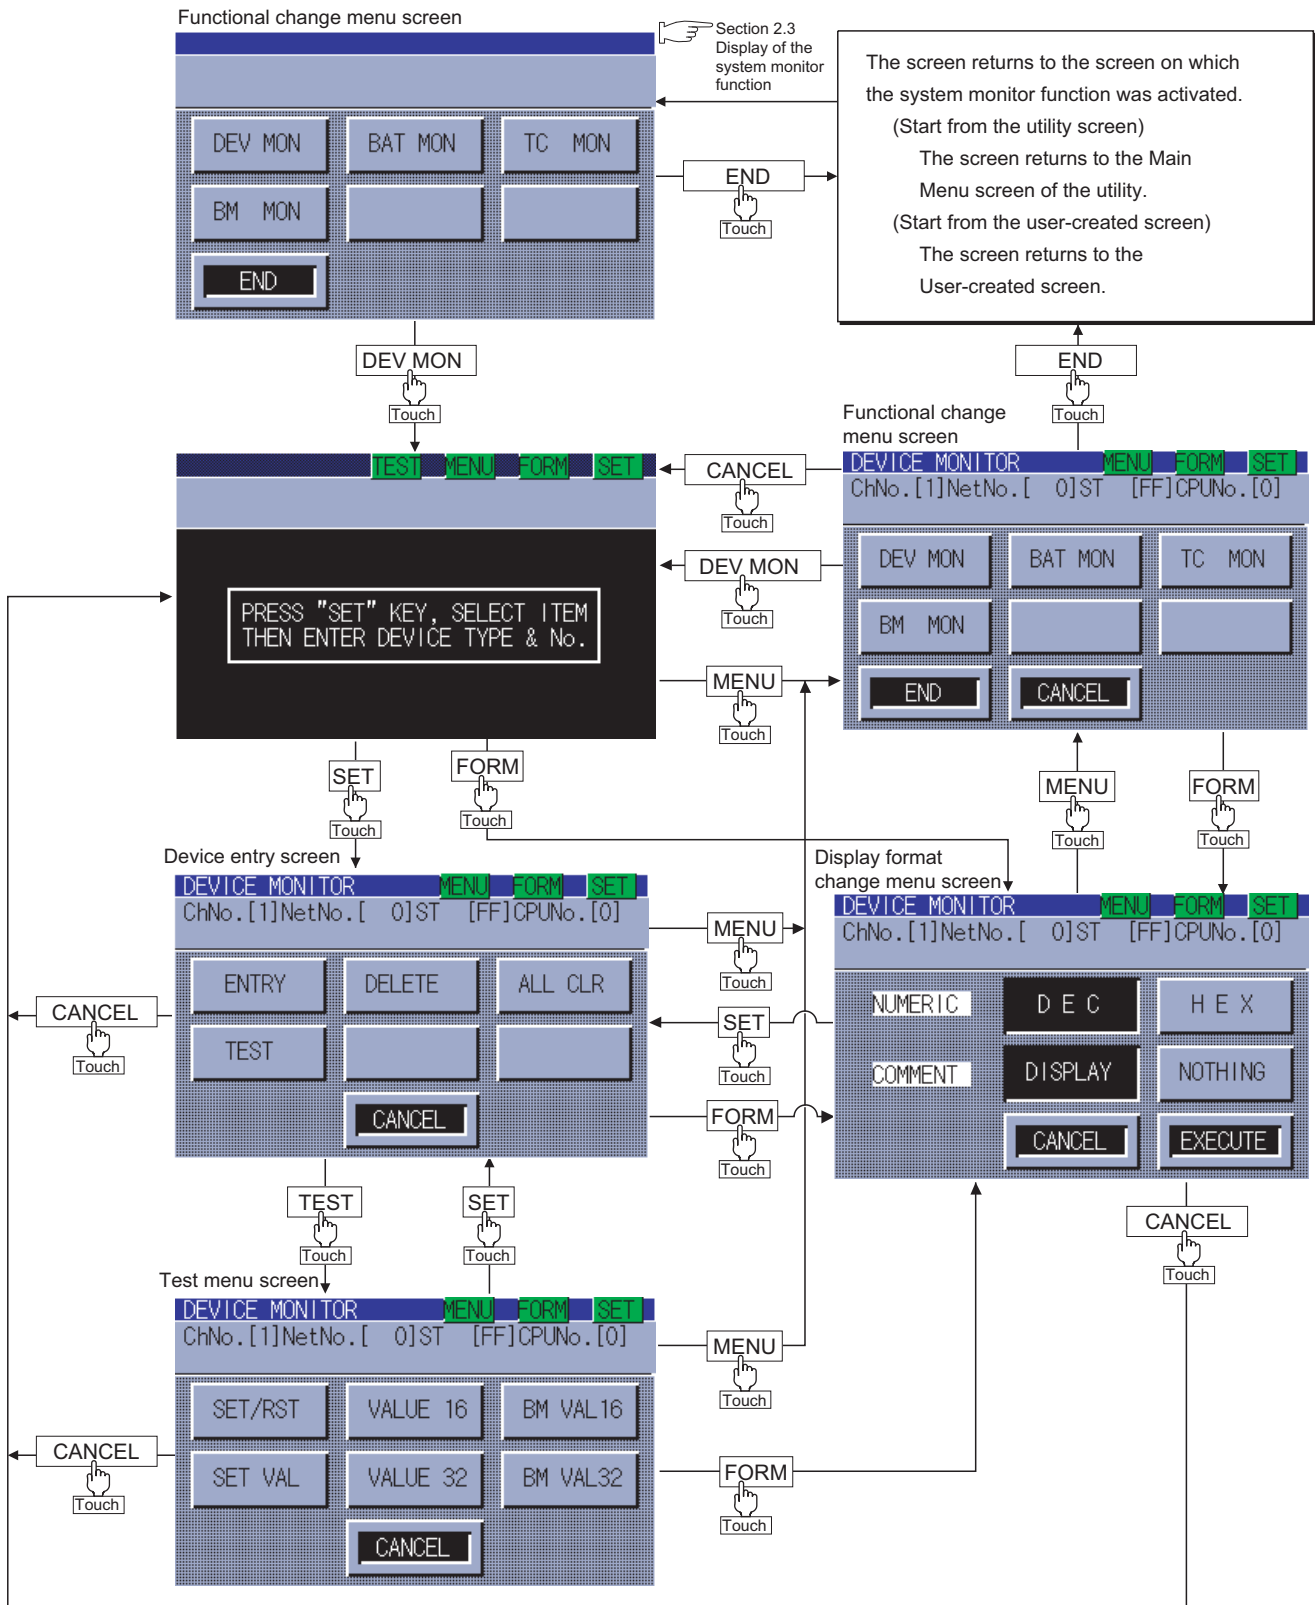 Functional change menu screen
Section 2.3
Display of the
system monitor
function
The screen returns to the screen on which
the system monitor function was activated.
(Start from the utility screen)
The screen returns to the Main
Menu screen of the utility.
(Start from the user-created screen)
The screen returns to the
User-created screen.
DEV MON BAT MON TC MON
BM MON
END
END
Touch
DEV MON
Touch
END
Touch
Functional change
menu screen
TEST MENU FORM SET
PRESS "SET" KEY, SELECT ITEM
THEN ENTER DEVICE TYPE & No.
CANCEL
Touch
DEV MON
Touch
MENU
Touch
DEVICE MONITOR MENU FORM SET
ChNo.[1]NetNo.[ 0]ST [FF]CPUNo.[0]
DEV MON BAT MON TC MON
BM MON
END CANCEL
SET
Touch
FORM
Touch
MENU
Touch
FORM
Touch
Device entry screen
DEVICE MONITOR MENU FORM SET
ChNo.[1]NetNo.[ 0]ST [FF]CPUNo.[0]
ENTRY DELETE ALL CLR
TEST
CANCEL
CANCEL
Touch
MENU
Touch
SET
Touch
FORM
Touch
Display format
change menu screen
DEVICE MONITOR MENU FORM SET
ChNo.[1]NetNo.[ 0]ST [FF]CPUNo.[0]
NUMERIC D E C H E X
COMMENT DISPLAY NOTHING
CANCEL EXECUTE
TEST
Touch
SET
Touch
CANCEL
Touch
Test menu screen
DEVICE MONITOR MENU FORM SET
ChNo.[1]NetNo.[ 0]ST [FF]CPUNo.[0]
SET/RST VALUE 16 BM VAL16
SET VAL VALUE 32 BM VAL32
CANCEL
CANCEL
Touch
MENU
Touch
FORM
Touch